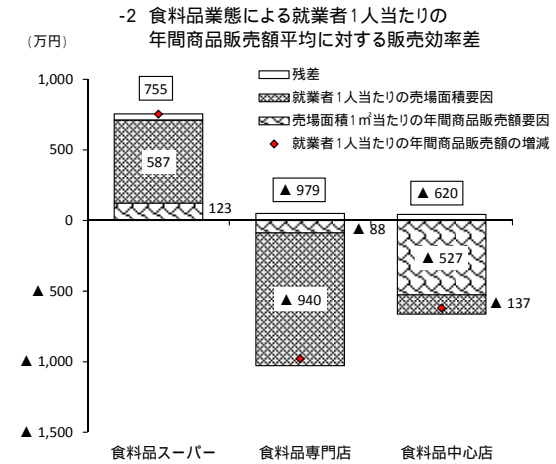 -2 食料品業態による就業者1人当たりの
年間商品販売額平均に対する販売効率差
(万円)
残差
就業者1人当たりの売場面積要因
売場面積1㎡当たりの年間商品販売額要因
就業者1人当たりの年間商品販売額の増減
1,000
500
0
▲ 500
▲ 1,000
▲ 1,500
755
587
123
▲ 979
▲ 88
▲ 940
▲ 620
▲ 527
▲ 137
食料品スーパー 食料品専門店 食料品中心店